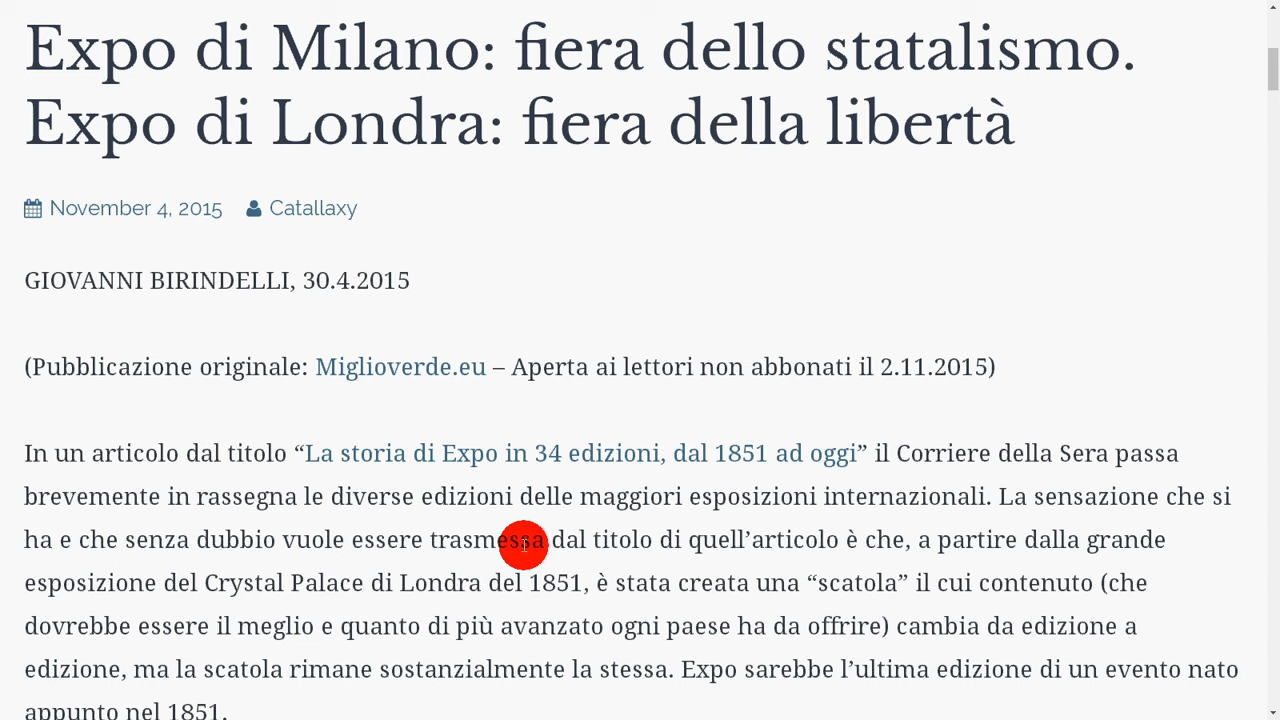 Expo di Milano: fiera dello statalismo.
Expo di Londra: fiera della libertà
November 4, 2015 Catallaxy
GIOVANNI BIRINDELLI, 30.4.2015
(Pubblicazione originale: Miglioverde.eu – Aperta ai lettori non abbonati il 2.11.2015)
In un articolo dal titolo “La storia di Expo in 34 edizioni, dal 1851 ad oggi” il Corriere della Sera passa
brevemente in rassegna le diverse edizioni delle maggiori esposizioni internazionali. La sensazione che si
ha e che senza dubbio vuole essere trasmessa dal titolo di quell’articolo è che, a partire dalla grande
esposizione del Crystal Palace di Londra del 1851, è stata creata una “scatola” il cui contenuto (che
dovrebbe essere il meglio e quanto di più avanzato ogni paese ha da offrire) cambia da edizione a
edizione, ma la scatola rimane sostanzialmente la stessa. Expo sarebbe l’ultima edizione di un evento nato
appunto nel 1851.